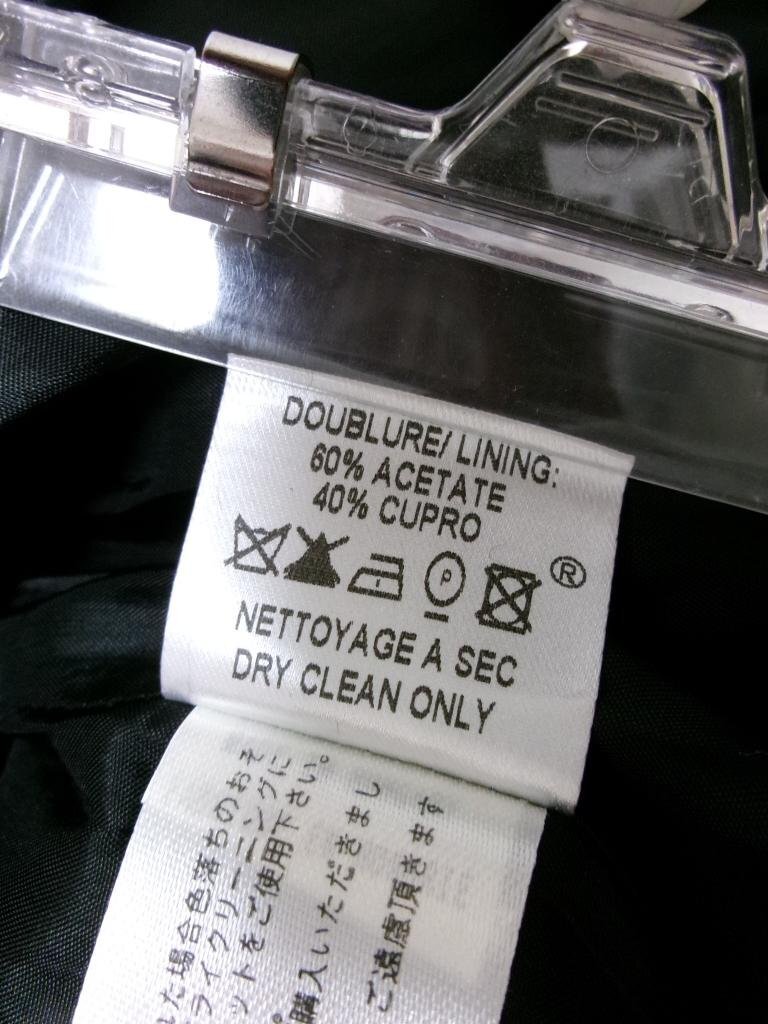 DOUBLURE/ LINING:
60% ACETATE
40% CUPRO
P ®
NETTOYAGE A SEC
DRY CLEAN ONLY
た場合色落ちのおそ
ライクリーニングに
ットをご使用下さい。
購入いただきまし
ご遠慮頂きます